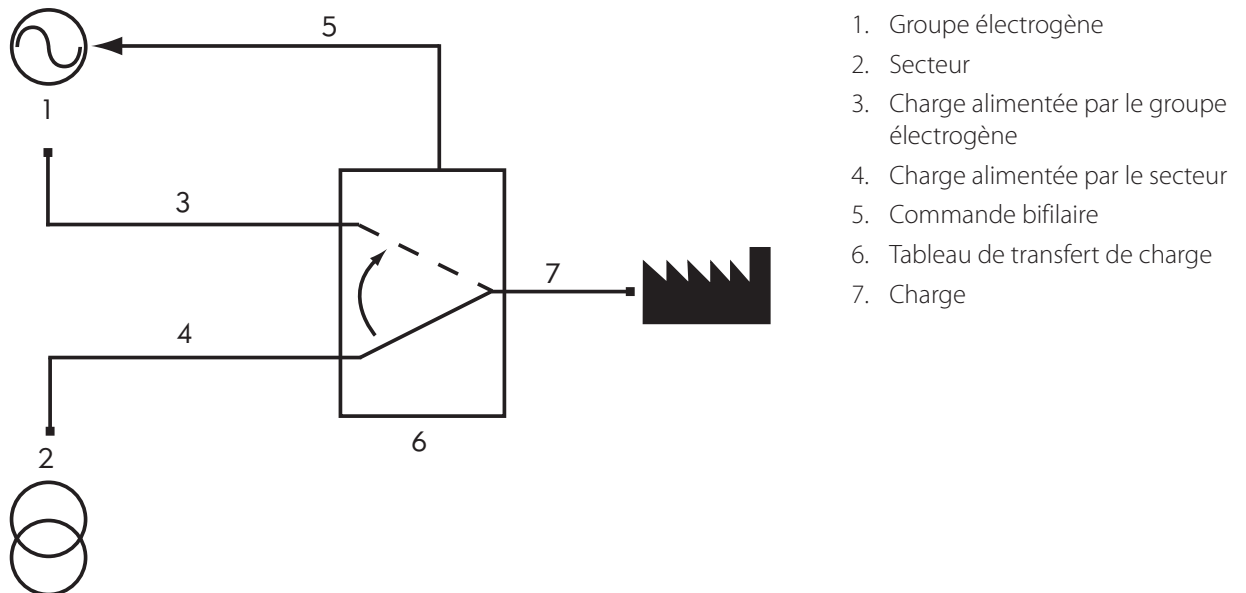 5
1
3
7
4
6
2
1. Groupe électrogène
2. Secteur
3. Charge alimentée par le groupe
électrogène
4. Charge alimentée par le secteur
5. Commande bifilaire
6. Tableau de transfert de charge
7. Charge